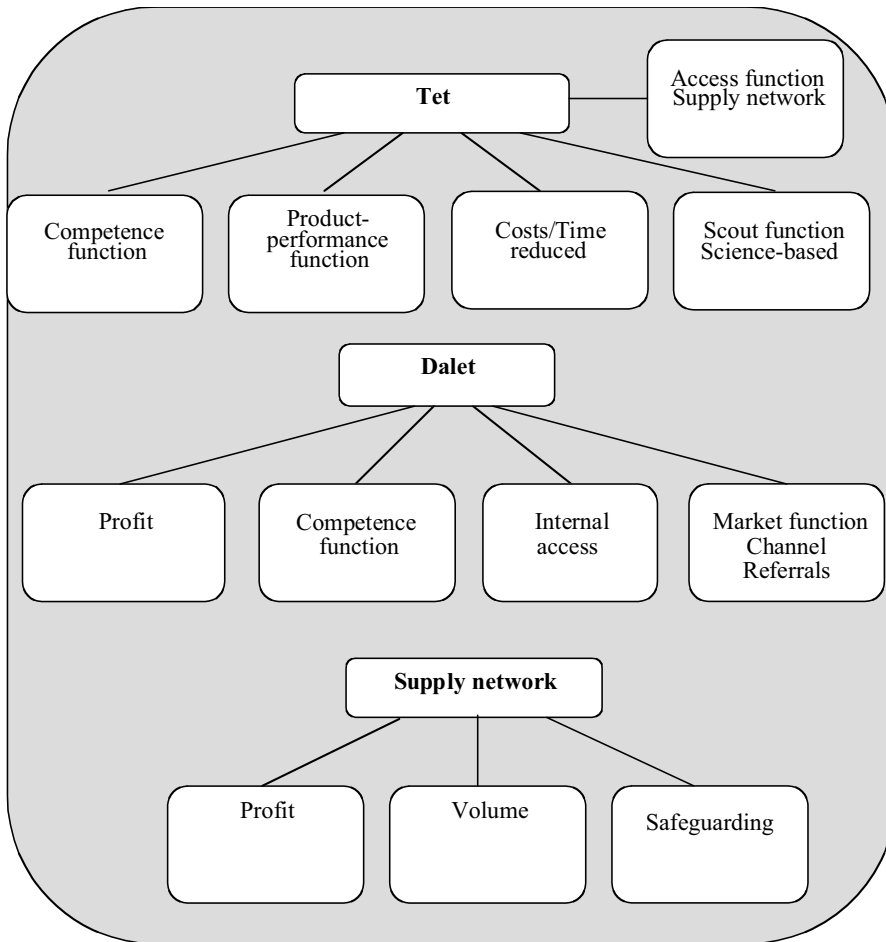 Tet
Access function
Supply network
Competence
function
Product-
performance
function
Costs/Time
reduced
Scout function
Science-based
Dalet
Profit
Competence
function
Internal
access
Market function
Channel
Referrals
Supply network
Profit
Volume
Safeguarding